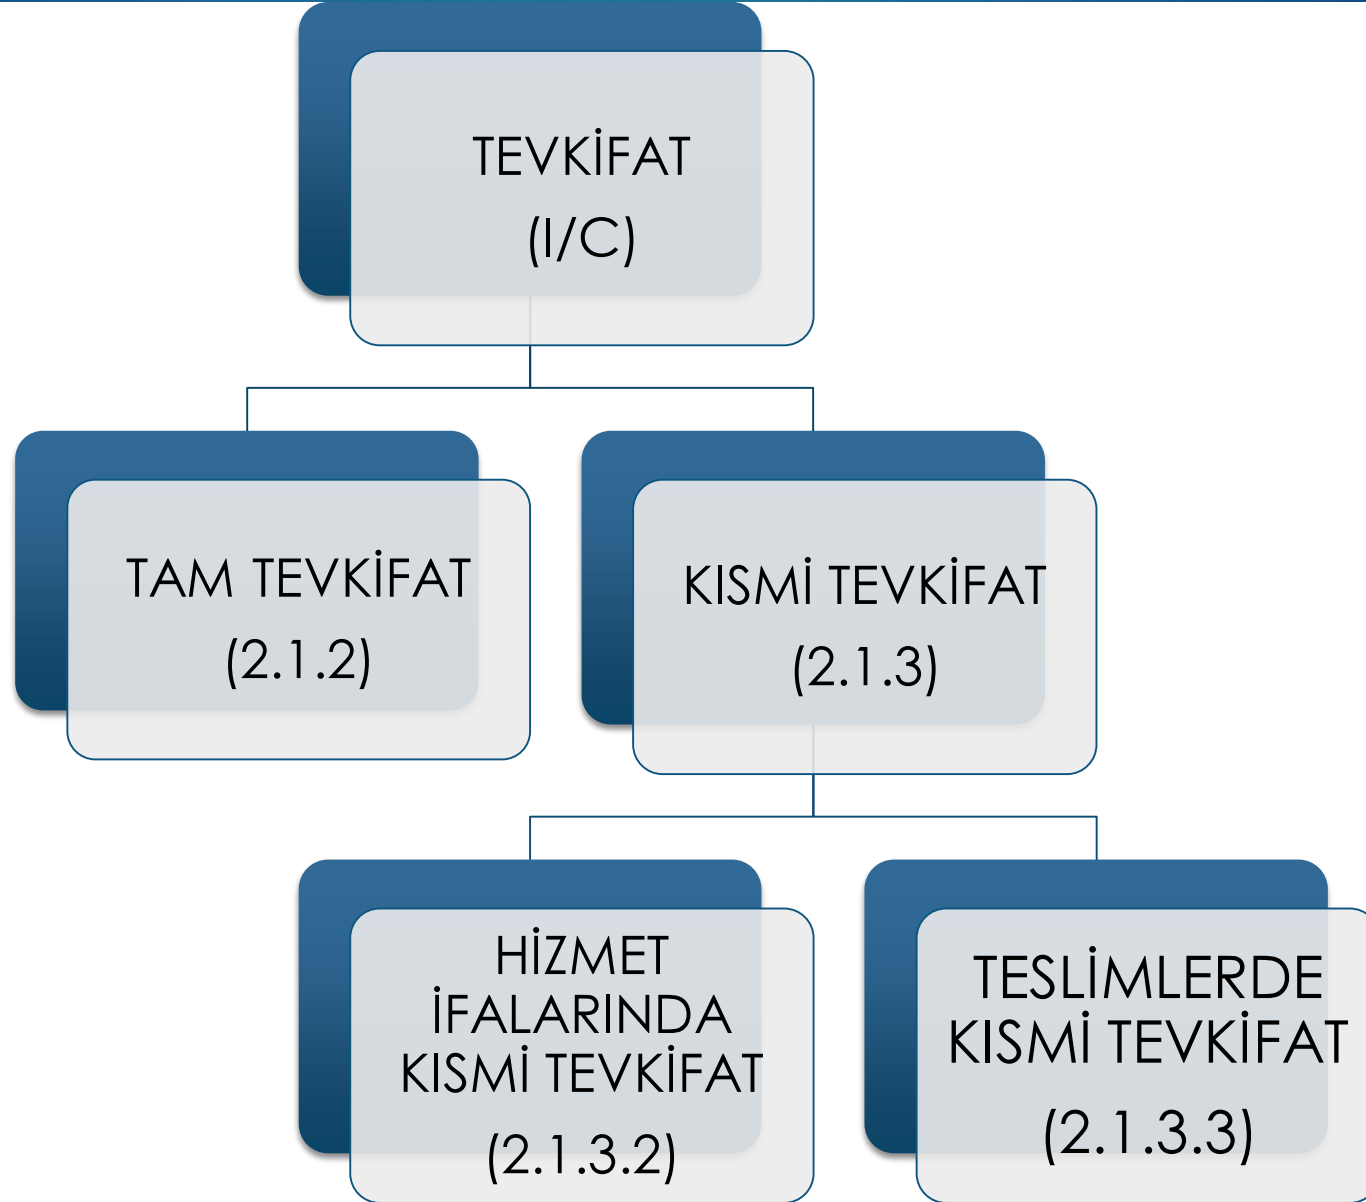 TEVKİFAT
(I/C)
TAM TEVKİFAT
(2.1.2)
KISMİ TEVKİFAT
(2.1.3)
HİZMET
İFALARINDA
KISMİ TEVKİFAT
(2.1.3.2)
TESLİMLERDE
KISMİ TEVKİFAT
(2.1.3.3)